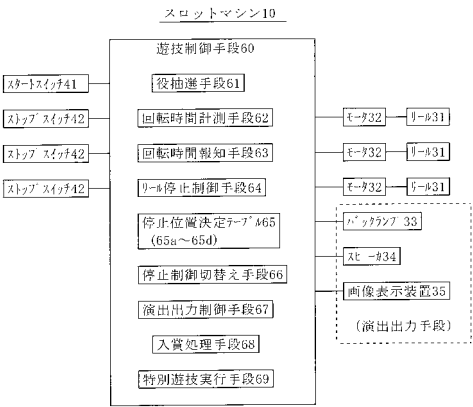 スロットマシン10
遊技制御手段60
スタートスイッチ41
役抽選手段61
ストップスイッチ42
回転時間計測手段62
モータ32
リール31
ストップスイッチ42
回転時間報知手段63
モータ32
リール31
ストップスイッチ42
リール停止制御手段64
モータ32
リール31
停止位置決定テーブル65
(65a~65d)
バックランプ33
スピーカ34
停止制御切替え手段66
画像表示装置35
演出出力制御手段67
(演出出力手段)
入賞処理手段68
特別遊技実行手段69